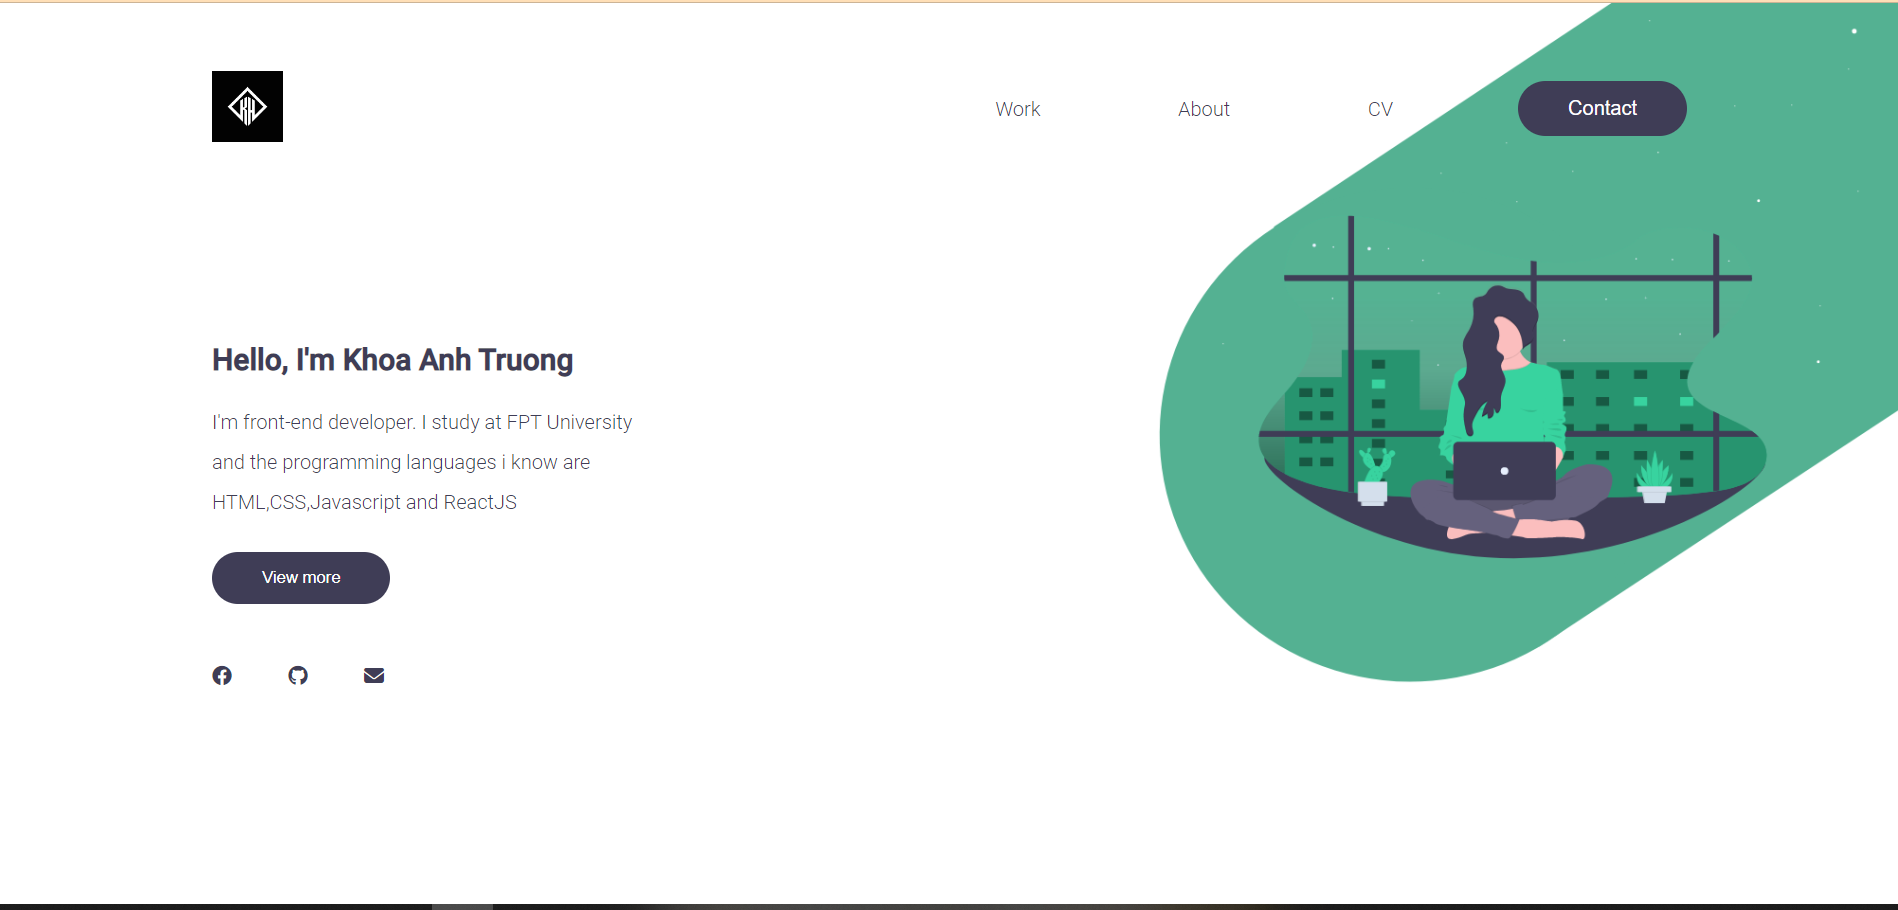 KH
Work
About
CV
Contact
Hello, I'm Khoa Anh Truong
I'm front-end developer. I study at FPT University
and the programming languages i know are
HTML,CSS,Javascript and ReactJS
View more